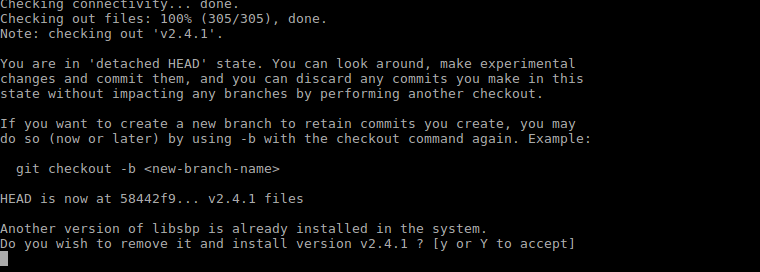 Checking connectivity... done.
Checking out files: 100% (305/305), done.
Note: checking out 'v2.4.1'.
You are in 'detached HEAD' state. You can look around, make experimental
changes and commit them, and you can discard any commits you make in this
state without impacting any branches by performing another checkout.
If you want to create a new branch to retain commits you create, you may
do so (now or later) by using -b with the checkout command again. Example:
git checkout -b <new-branch-name>
HEAD is now at 58442f9... v2.4.1 files
Another version of libsbp is already installed in the system.
Do you wish to remove it and install version v2.4.1 ? [y or Y to accept]